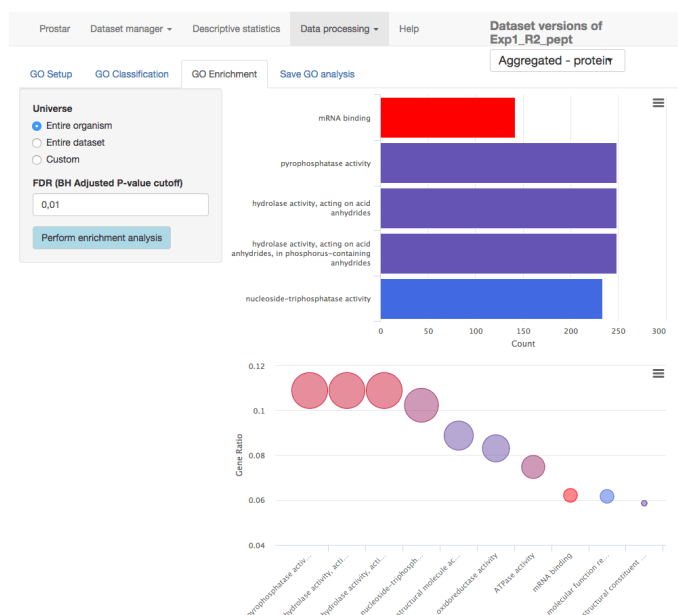 Prostar
Dataset manager
Descriptive statistics
Data processing
Help
Dataset versions of
Exp1_R2_pept
Aggregated - protein
GO Setup
GO Classification
GO Enrichment
Save GO analysis
Universe
Entire organism
Entire dataset
Custom
FDR (BH Adjusted P-value cutoff)
0,01
Perform enrichment analysis
mRNA binding
pyrophosphatase activity
hydrolase activity, acting on acid
anhydrides
hydrolase activity, acting on acid
anhydrides, in phosphorus-containing
anhydrides
nucleoside-triphosphatase activity
0 50 100 150 200 250 300
Count
0.12
0.1
0.08
0.06
0.04
Gene Ratio
pyrophosphatase activ...
hydrolase activity, acti...
hydrolase activity, acti...
nucleoside-triphosph...
structural molecule ac...
oxidoreductase activity
ATPase activity
mRNA binding
molecular function re...
structural constituent ...